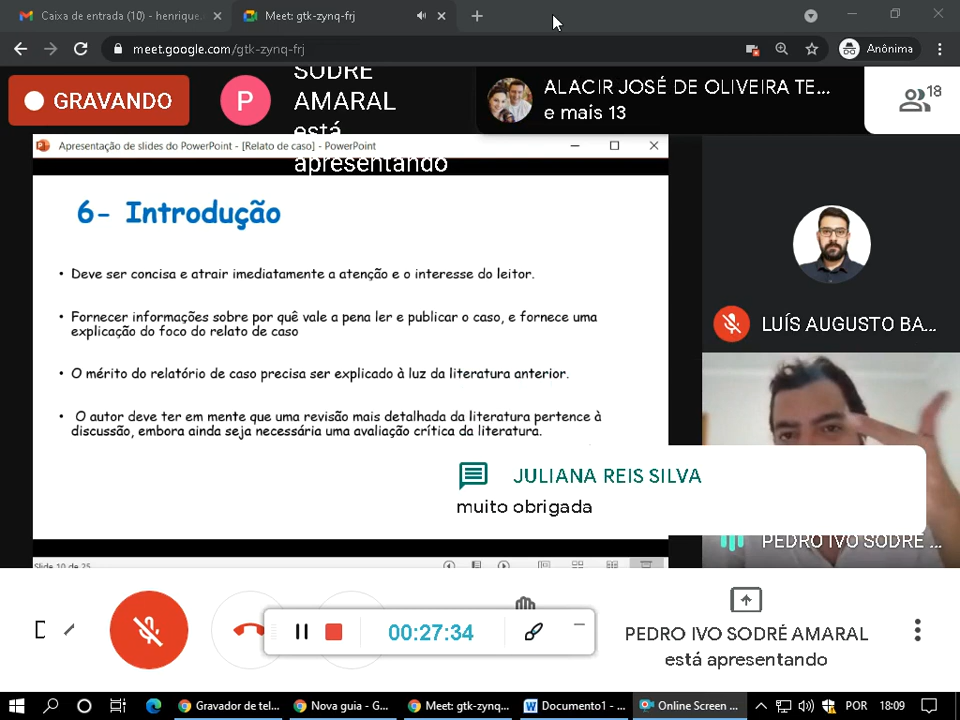 Caixa de entrada (10) - henrique.
Meet: gtk-zynq-frj
meet.google.com/gtk-zynq-frj
Anônima
GRAVANDO
P
SODRÉ
AMARAL
está
apresentando
ALACIR JOSÉ DE OLIVEIRA TE...
e mais 13
18
Apresentação de slides do PowerPoint - [Relato de caso] - PowerPoint
6- Introdução
• Deve ser concisa e atrair imediatamente a atenção e o interesse do leitor.
• Fornecer informações sobre por quê vale a pena ler e publicar o caso, e fornece uma
explicação do foco do relato de caso
• O mérito do relatório de caso precisa ser explicado à luz da literatura anterior.
• O autor deve ter em mente que uma revisão mais detalhada da literatura pertence à
discussão, embora ainda seja necessária uma avaliação crítica da literatura.
LUÍS AUGUSTO BA...
JULIANA REIS SILVA
muito obrigada
PEDRO IVO SODRÉ ...
Slide 10 de 25
00:27:34
PEDRO IVO SODRÉ AMARAL
está apresentando
Gravador de tel...
Nova guia - G...
Meet: gtk-zynq...
Documento1 - ...
Online Screen ...
POR
18:09